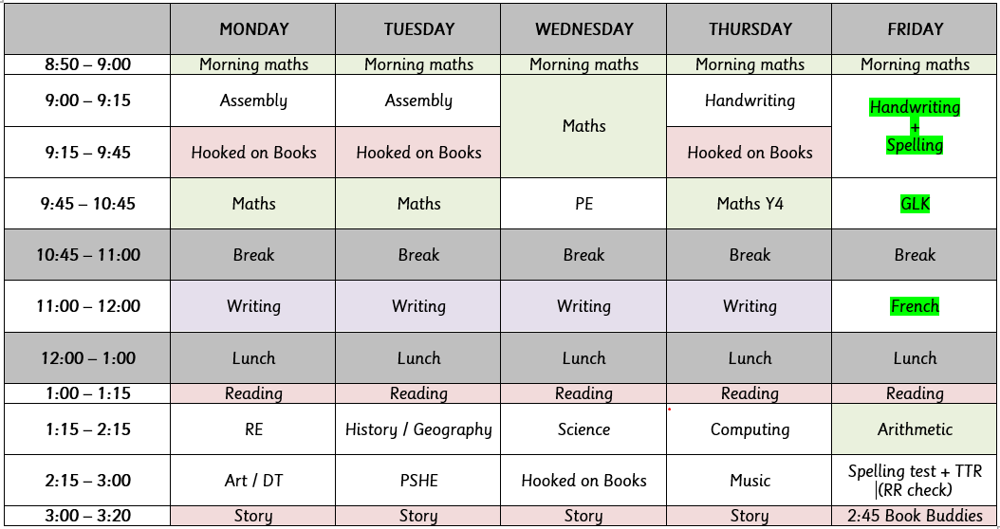 MONDAY TUESDAY WEDNESDAY THURSDAY FRIDAY
8:50 – 9:00 Morning maths Morning maths Morning maths Morning maths Morning maths
9:00 – 9:15 Assembly Assembly Maths Handwriting Handwriting
+
Spelling
9:15 – 9:45 Hooked on Books Hooked on Books Hooked on Books
9:45 – 10:45 Maths Maths PE Maths Y4 GLK
10:45 – 11:00 Break Break Break Break Break
11:00 – 12:00 Writing Writing Writing Writing French
12:00 – 1:00 Lunch Lunch Lunch Lunch Lunch
1:00 – 1:15 Reading Reading Reading Reading Reading
1:15 – 2:15 RE History / Geography Science Computing Arithmetic
2:15 – 3:00 Art / DT PSHE Hooked on Books Music Spelling test + TTR
(RR check)
3:00 – 3:20 Story Story Story Story 2:45 Book Buddies